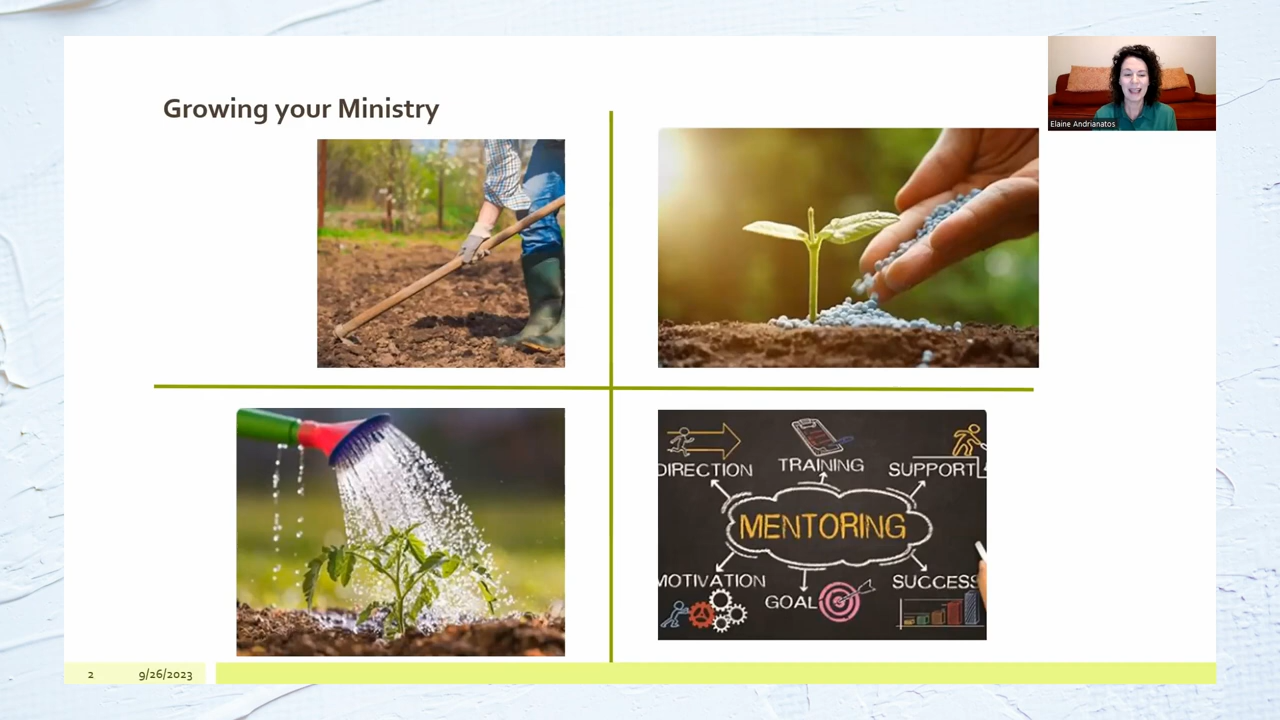 Growing your Ministry
Elaine Andrianatos
DIRECTION
TRAINING
SUPPORT
MENTORING
MOTIVATION
GOAL
SUCCESS
2
9/26/2023